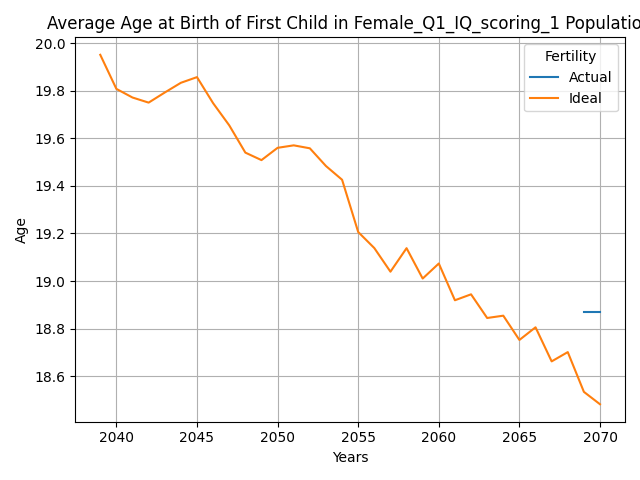 Average Age at Birth of First Child in Female_Q1_IQ_scoring_1 Populatio
Fertility
Actual
Ideal
20.0
19.8
19.6
19.4
19.2
19.0
18.8
18.6
Age
2040 2045 2050 2055 2060 2065 2070
Years